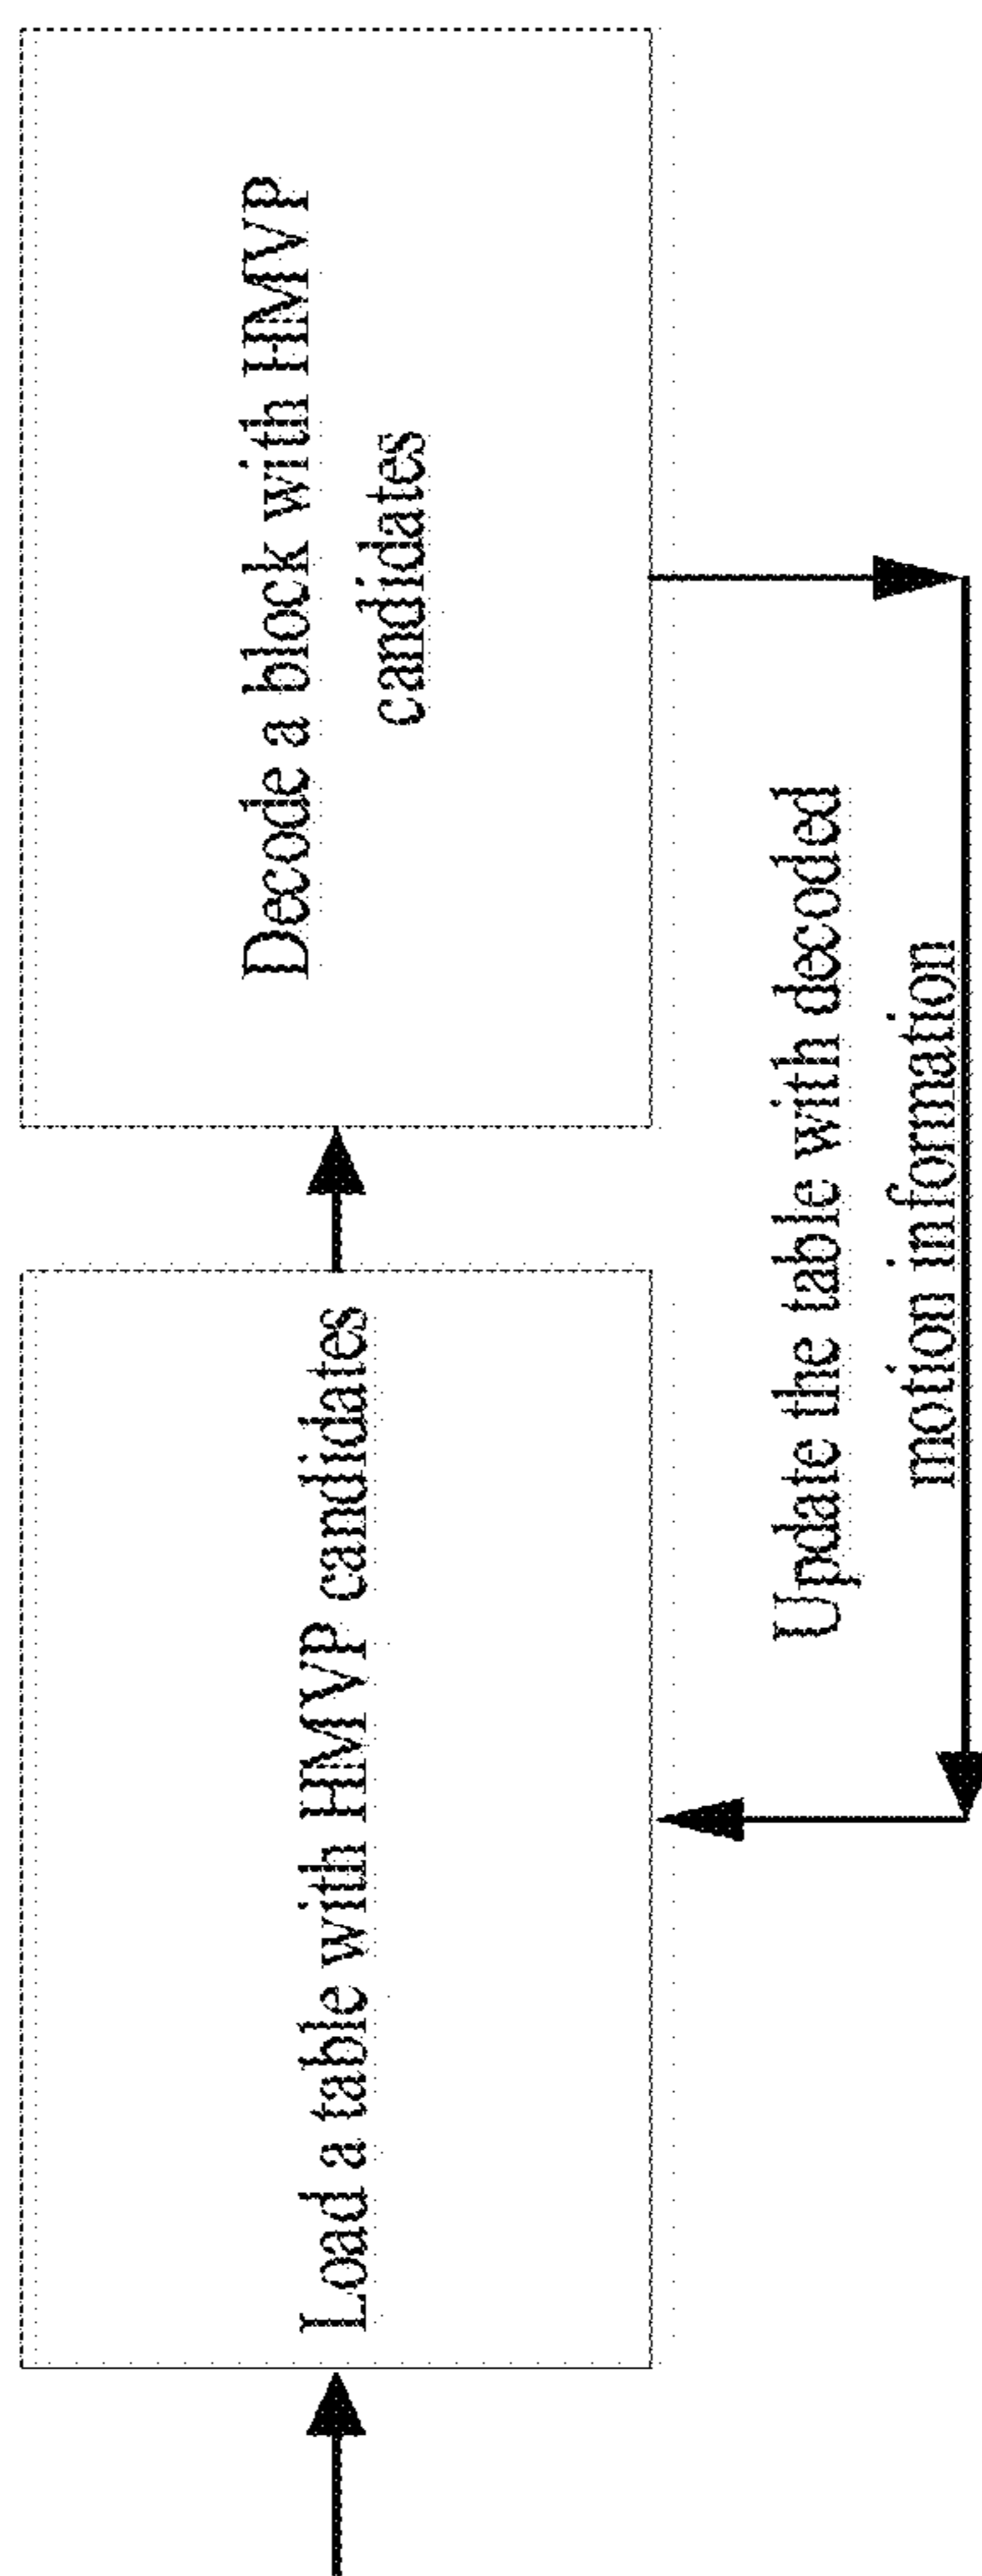 Load a table with HMVP candidates
Decode a block with HMVP
candidates
Update the table with decoded
motion information